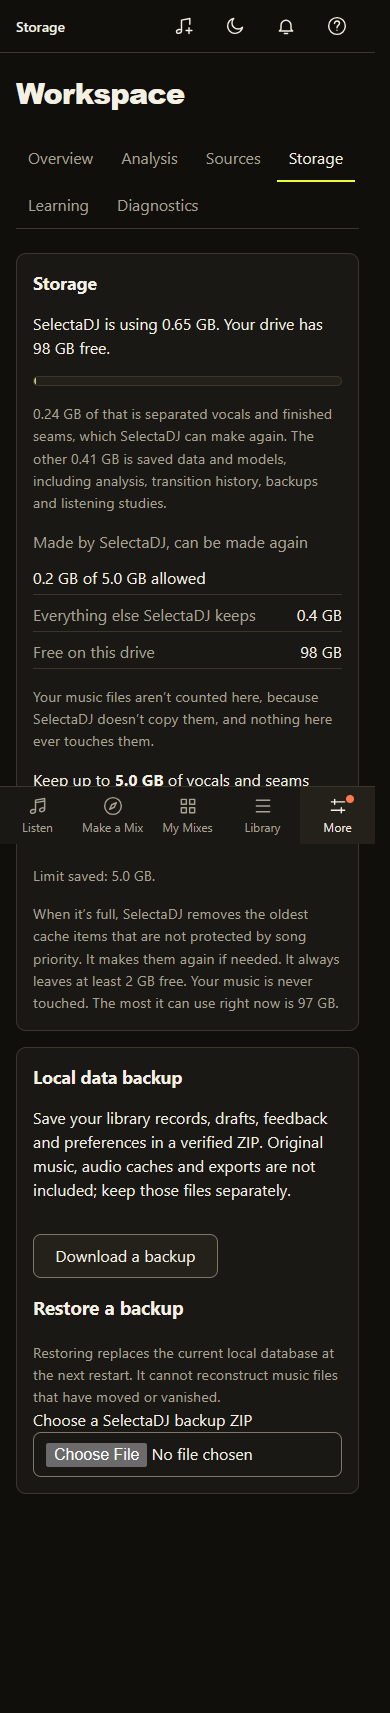 Storage
Workspace
Overview Analysis Sources Storage
Learning Diagnostics
Storage
SelectaDJ is using 0.65 GB. Your drive has
98 GB free.
0.24 GB of that is separated vocals and finished
seams, which SelectaDJ can make again. The
other 0.41 GB is saved data and models,
including analysis, transition history, backups
and listening studies.
Made by SelectaDJ, can be made again
0.2 GB of 5.0 GB allowed
Everything else SelectaDJ keeps 0.4 GB
Free on this drive 98 GB
Your music files aren’t counted here, because
SelectaDJ doesn’t copy them, and nothing here
ever touches them.
Keep up to 5.0 GB of vocals and seams
Listen Make a Mix My Mixes Library More
Limit saved: 5.0 GB.
When it’s full, SelectaDJ removes the oldest
cache items that are not protected by song
priority. It makes them again if needed. It always
leaves at least 2 GB free. Your music is never
touched. The most it can use right now is 97 GB.
Local data backup
Save your library records, drafts, feedback
and preferences in a verified ZIP. Original
music, audio caches and exports are not
included; keep those files separately.
Download a backup
Restore a backup
Restoring replaces the current local database at
the next restart. It cannot reconstruct music files
that have moved or vanished.
Choose a SelectaDJ backup ZIP
Choose File No file chosen